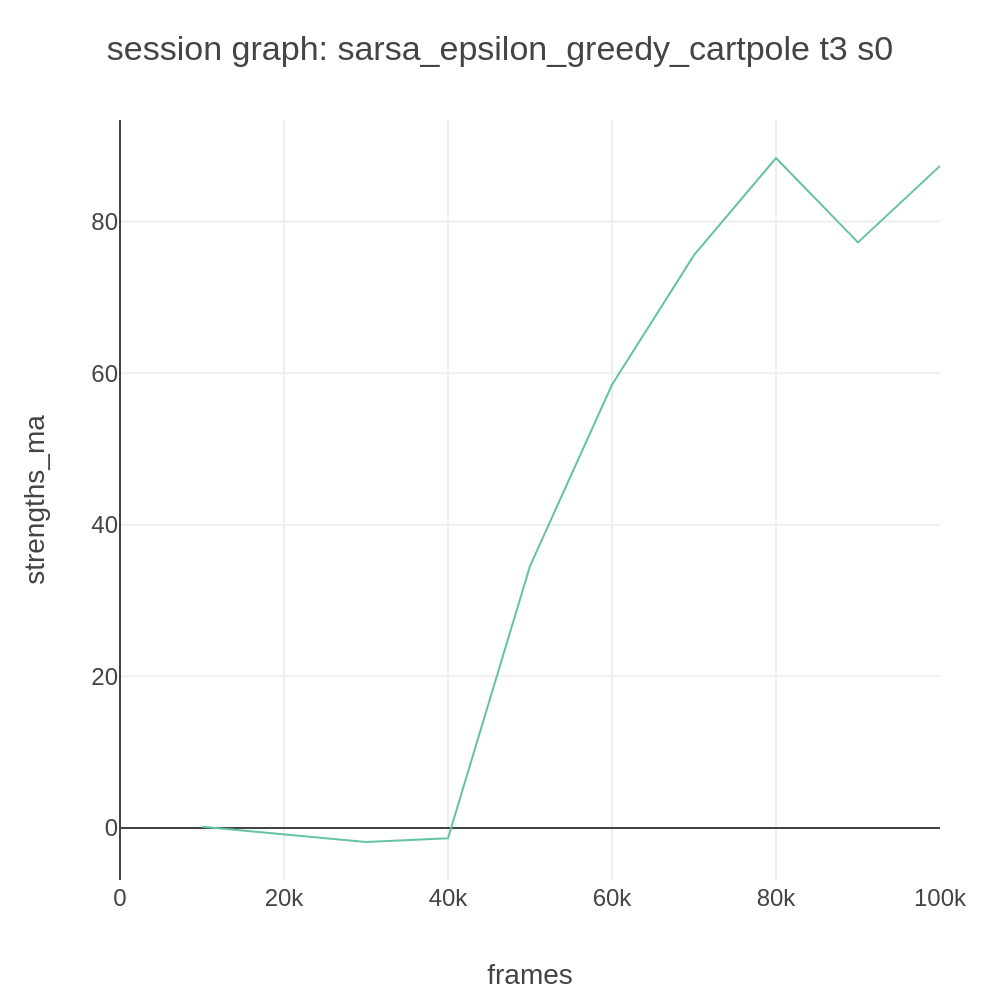 session graph: sarsa_epsilon_greedy_cartpole t3 s0
strengths_ma
80
60
40
20
0
0 20k 40k 60k 80k 100k
frames